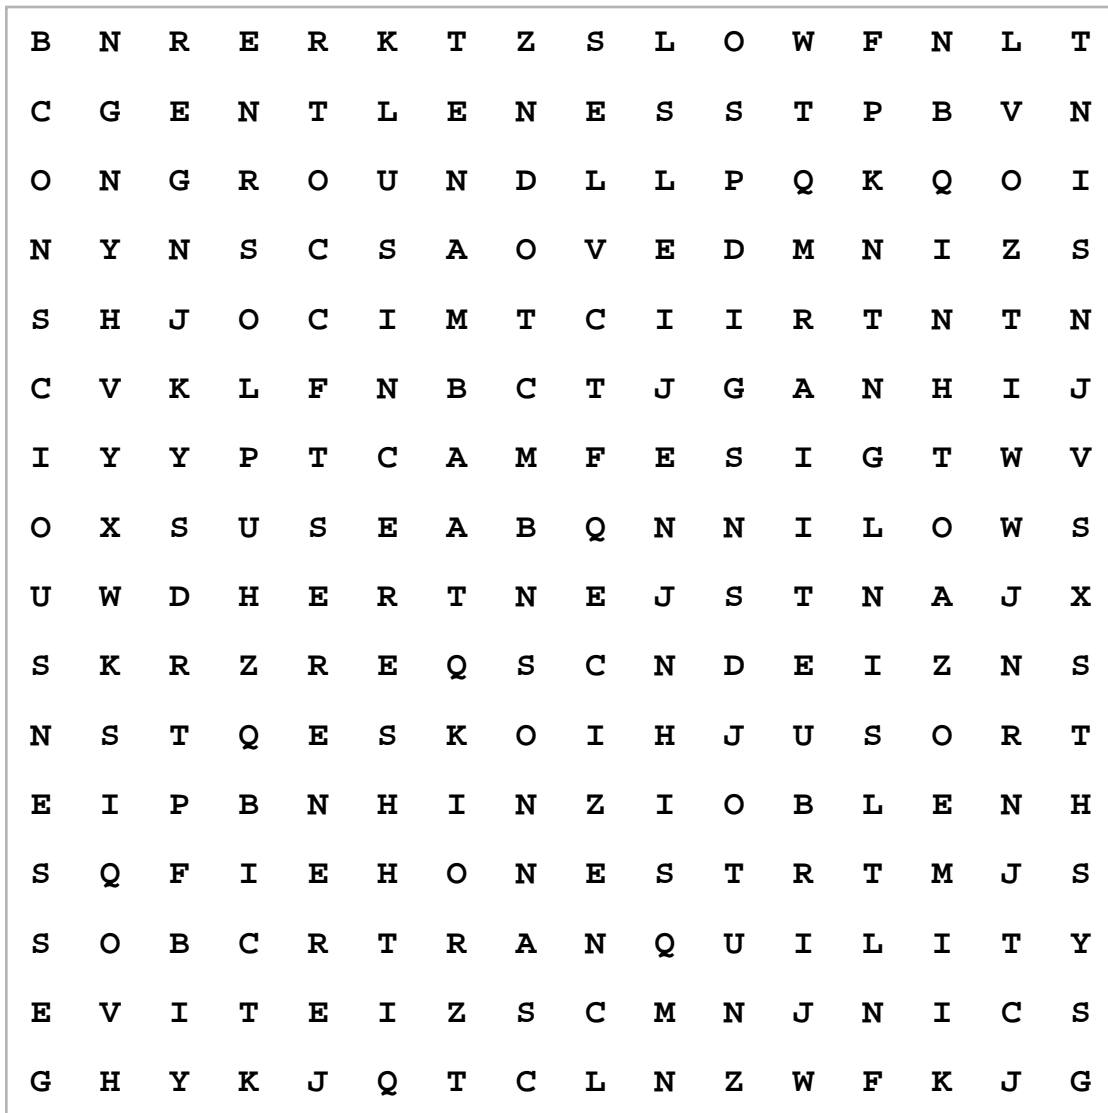 B N R E R K T Z S L O W F N L T
C G E N T L E N E S S T P B V N
O N G R O U N D L L P Q K Q O I
N Y N S C S A O V E D M N I Z S
S H J O C I M T C I I R T N T N
C V K L F N B C T J G A N H I J
I Y Y P T C A M F E S I G T W V
O X S U S E A B Q N N I L O W S
U W D H E R T N E J S T N A J X
S K R Z R E Q S C N D E I Z N S
N S T Q E S K O I H J U S O R T
E I P B N H I N Z I O B L E N H
S Q F I E H O N E S T R T M J S
S O B C R T R A N Q U I L I T Y
E V I T E I Z S C M N J N I C S
G H Y K J Q T C L N Z W F K J G